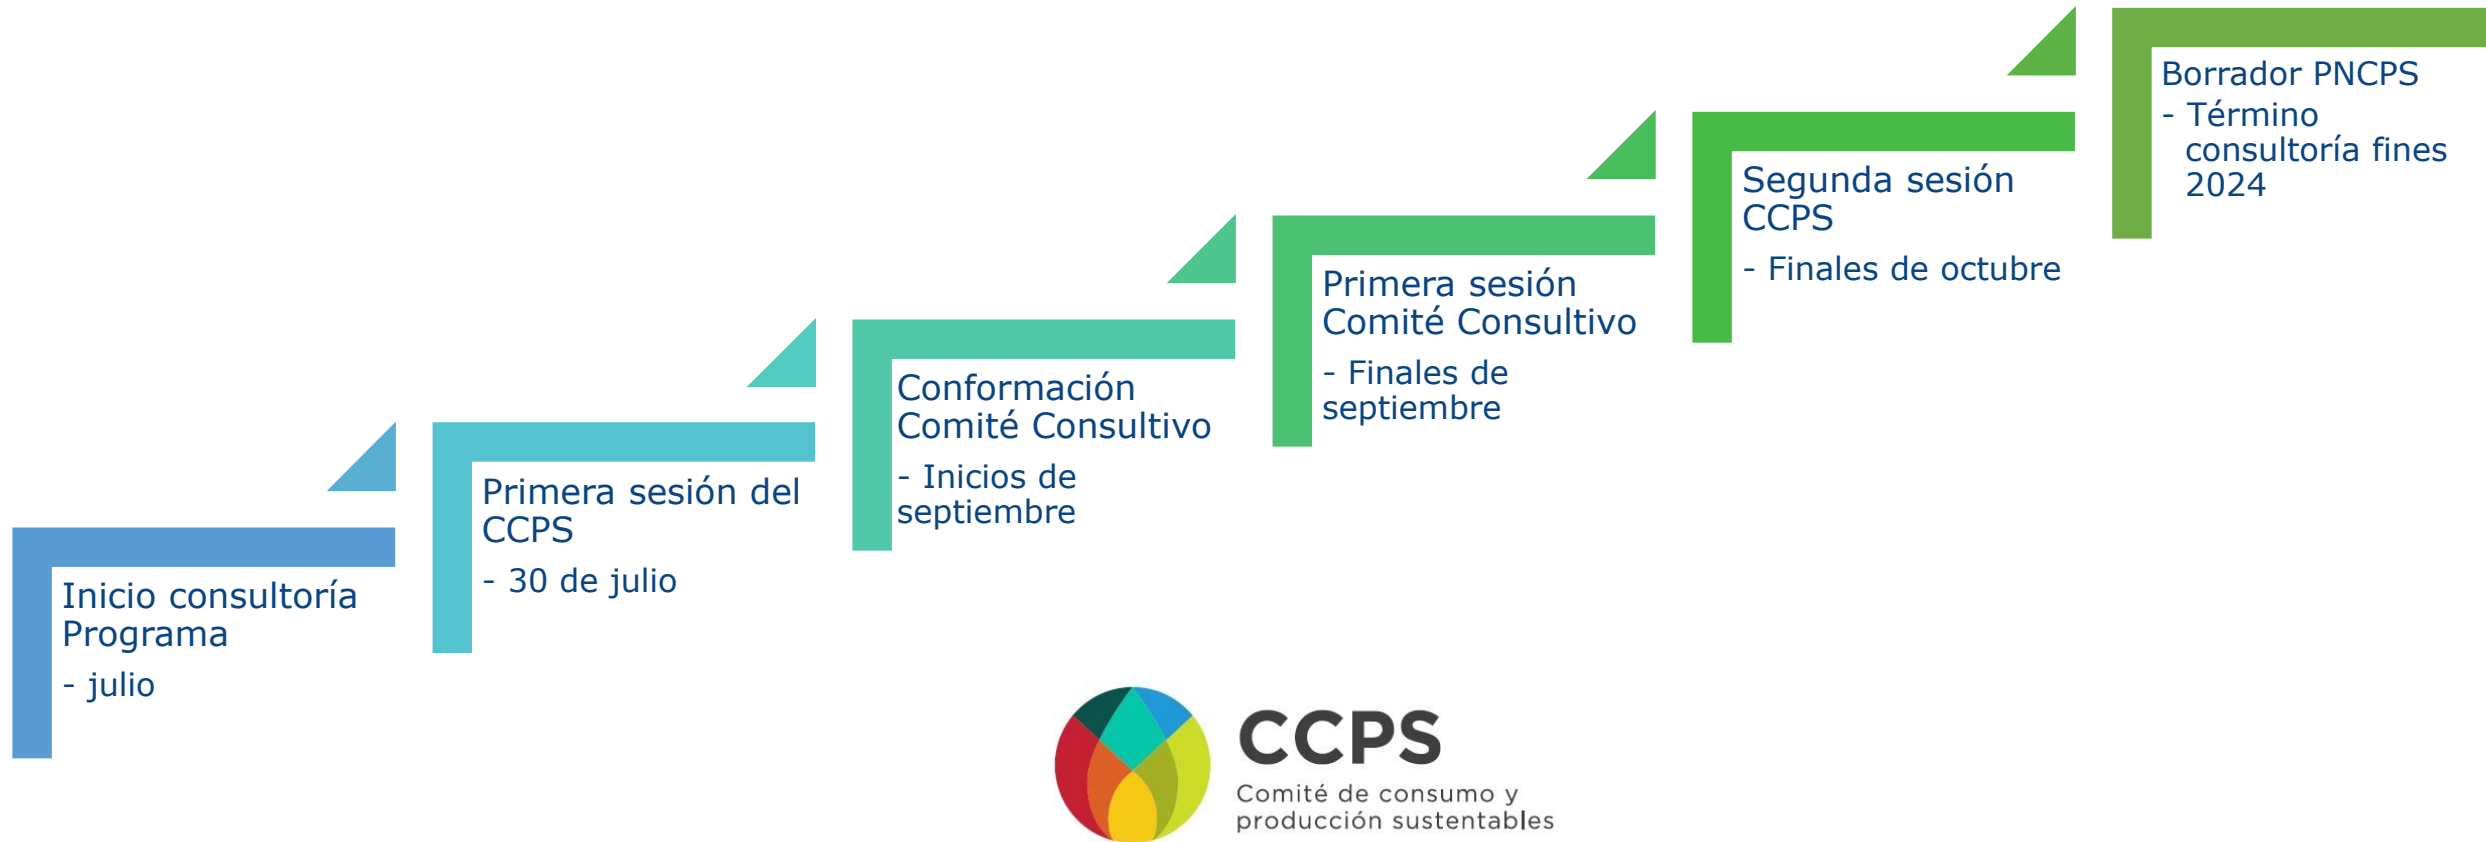 Inicio consultoría
Programa
- julio
Primera sesión del
CCPS
- 30 de julio
Conformación
Comité Consultivo
- Inicios de
septiembre
Primera sesión
Comité Consultivo
- Finales de
septiembre
Segunda sesión
CCPS
- Finales de octubre
Borrador PNCPS
- Término
consultoría fines
2024
CCPS
Comité de consumo y
producción sustentables